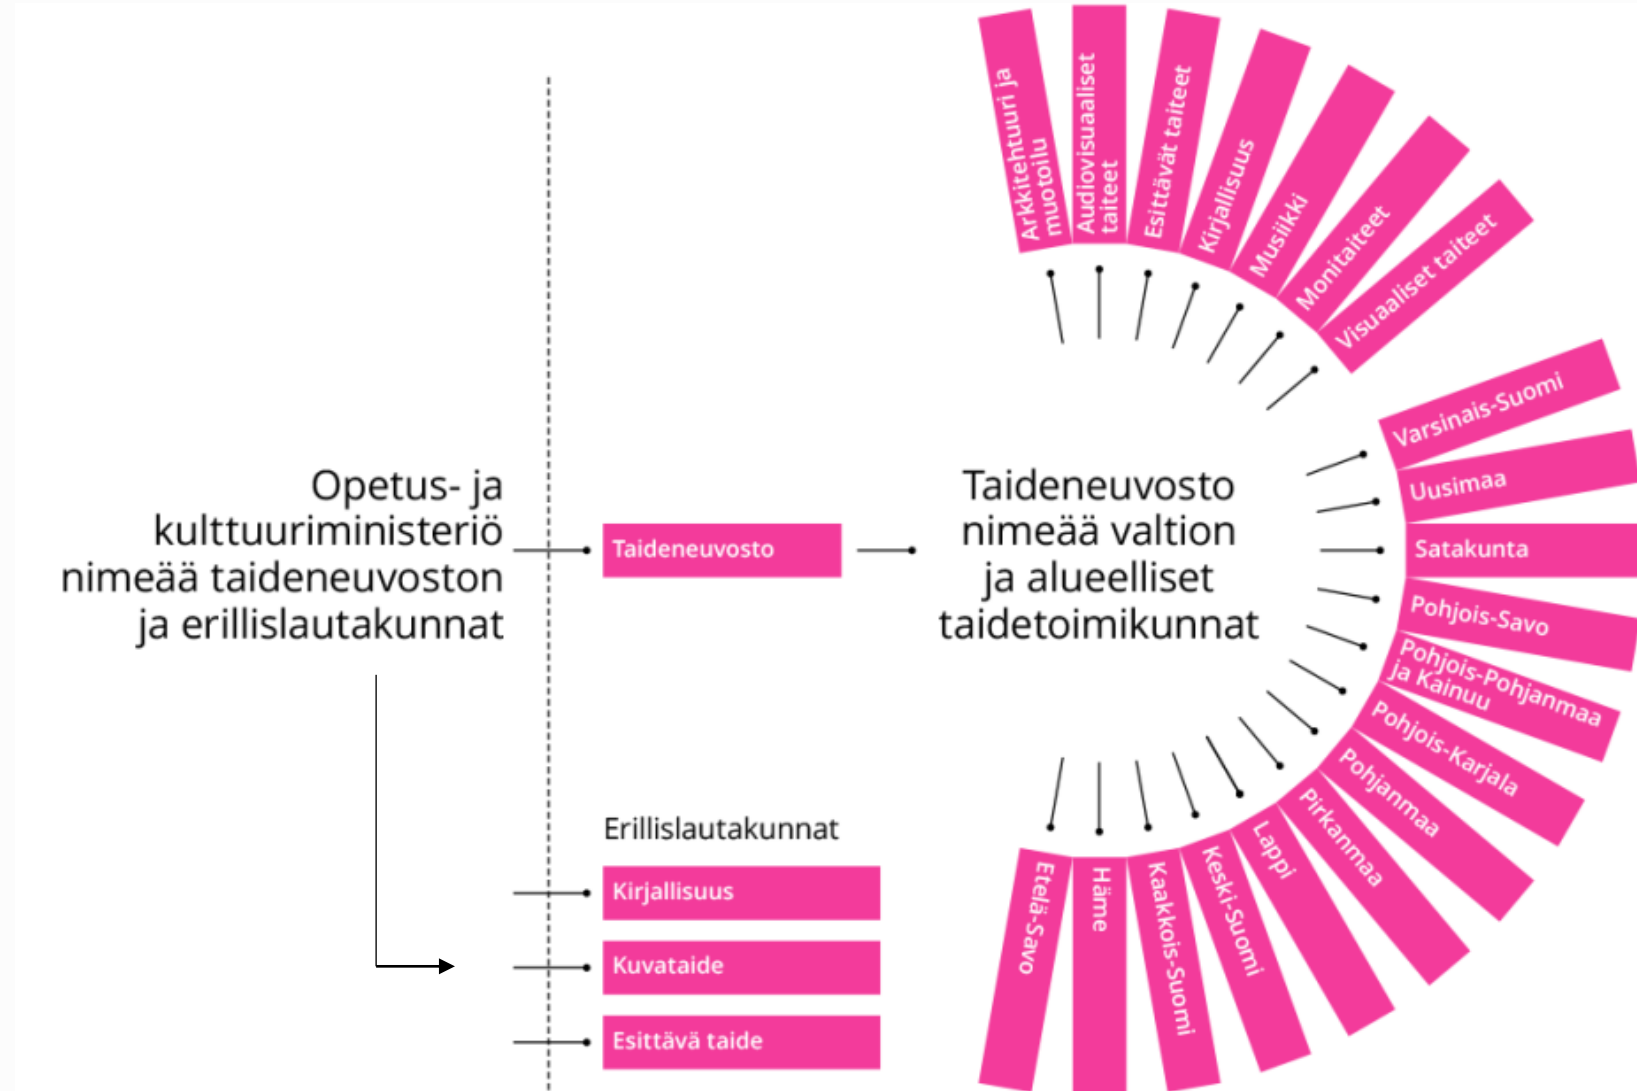 Opetus- ja
kulttuuriministeriö
nimeää taideneuvoston
ja erillislautakunnat
Taideneuvosto
Erillislautakunnat
Kirjallisuus
Kuvataide
Esittävä taide
Taideneuvosto
nimeää valtion
ja alueelliset
taidetoimikunnat
Arkkitehtuuri ja
muotoilu
Audiovisuaaliset
taiteet
Esittävät taiteet
Kirjallisuus
Musiikki
Monitaiteet
Visuaaliset taiteet
Varsinais-Suomi
Uusimaa
Satakunta
Pohjois-Savo
Pohjois-Pohjanmaa
ja Kainuu
Pohjois-Karjala
Pohjanmaa
Pirkanmaa
Lappi
Keski-Suomi
Kaakkois-Suomi
Häme
Etelä-Savo